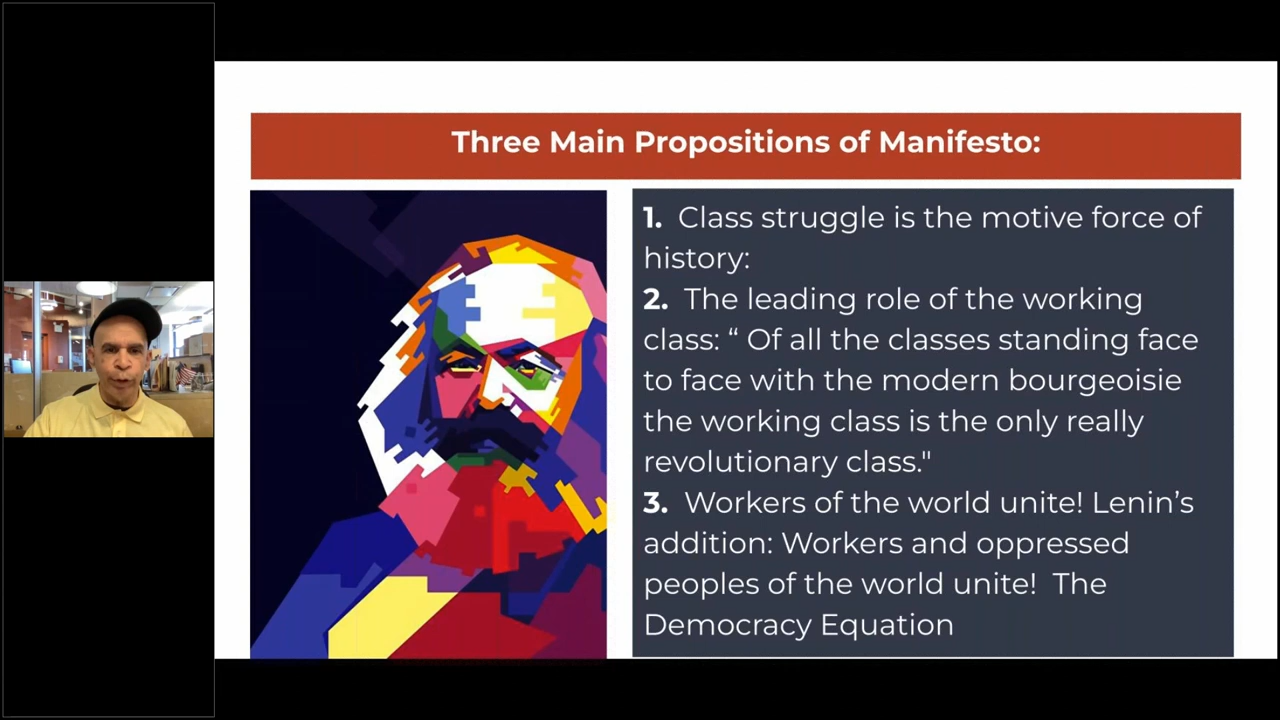 Three Main Propositions of Manifesto:
1. Class struggle is the motive force of
history:
2. The leading role of the working
class: “ Of all the classes standing face
to face with the modern bourgeoisie
the working class is the only really
revolutionary class."
3. Workers of the world unite! Lenin’s
addition: Workers and oppressed
peoples of the world unite! The
Democracy Equation